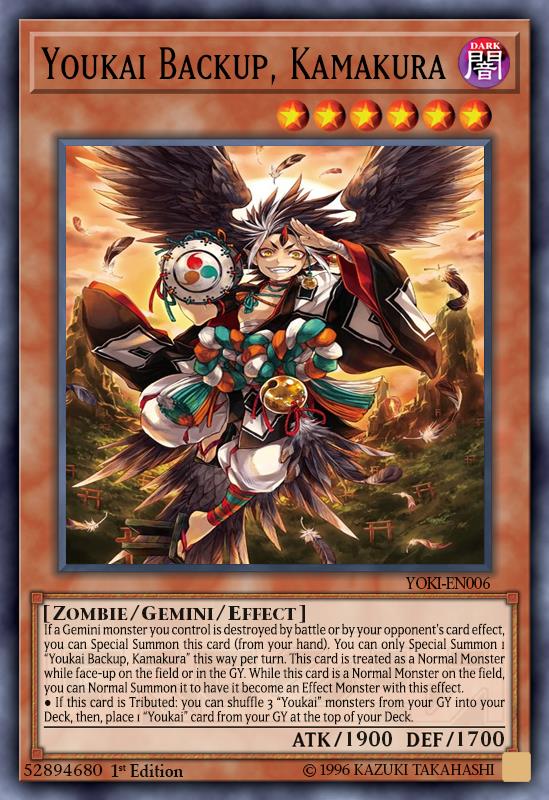 YOUKAI BACKUP, KAMAKURA
DARK
闇
YOKI-EN006
[ZOMBIE/GEMINI/EFFECT]
If a Gemini monster you control is destroyed by battle or by your opponent's card effect,
you can Special Summon this card (from your hand). You can only Special Summon 1
"Youkai Backup, Kamakura" this way per turn. This card is treated as a Normal Monster
while face-up on the field or in the GY. While this card is a Normal Monster on the field,
you can Normal Summon it to have it become an Effect Monster with this effect.
● If this card is Tributed: you can shuffle 3 "Youkai" monsters from your GY into your
Deck, then, place 1 "Youkai" card from your GY at the top of your Deck.
ATK/1900 DEF/1700
52894680 1st Edition © 1996 KAZUKI TAKAHASHI